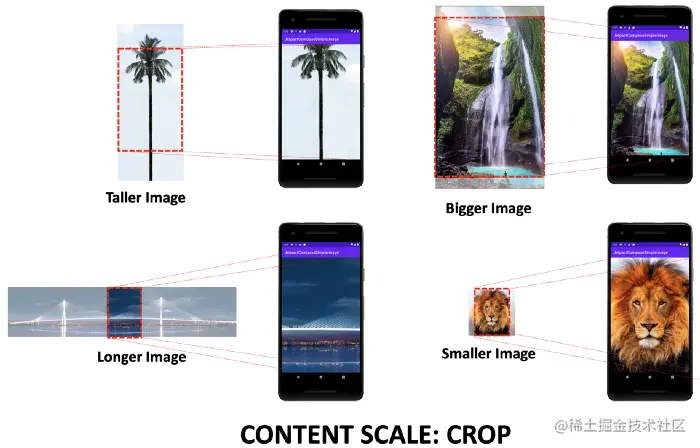 JetpackComposeSimpleImage
JetpackComposeSimpleImage
Taller Image
Bigger Image
JetpackComposeSimpleImage
JetpackComposeSimpleImage
Longer Image
Smaller Image
CONTENT SCALE: CROP
@稀土掘金技术社区